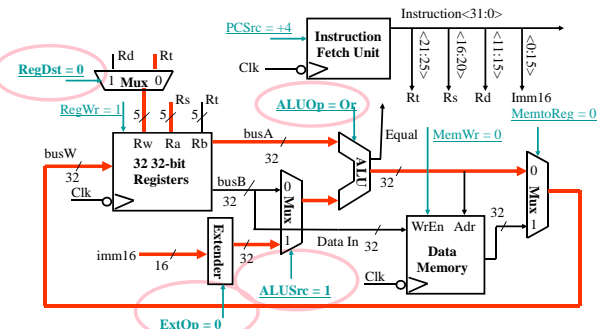 Instruction<31:0>
PCSrc = +4
Instruction
Fetch Unit
Clk
<21:25>
<16:20>
<11:15>
<0:15>
Rt
Rs
Rd
Imm16
Rd
Rt
RegDst = 0
1 Mux 0
RegWr = 1
5
5
5
Rs
Rt
ALUOp = Or
MemtoReg = 0
Equal
MemWr = 0
Rw Ra Rb
32 32-bit
Registers
busW
32
Clk
busA
32
busB
32
ALU
32
0
Mux
1
0
Mux
1
32
WrEn Adr
Data
Memory
Data In
32
Clk
imm16
16
Extender
32
ALUSrc = 1
ExtOp = 0